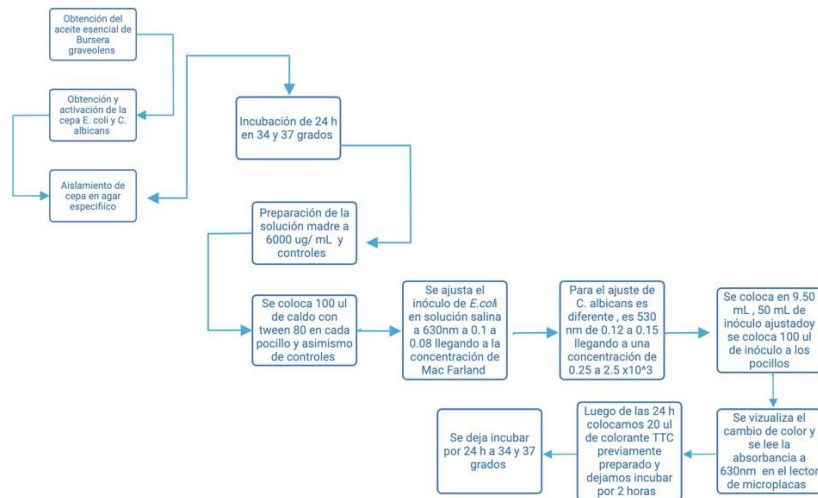 Obtención del
aceite esencial de
Bursera
graveolens
Obtención y
activación de la
cepa E. coli y C.
albicans
Aislamiento de
cepa en agar
especifiíco
Incubación de 24 h
en 34 y 37 grados
Preparación de la
solución madre a
6000 ug/ mL y
controles
Se coloca 100 ul
de caldo con
tween 80 en cada
pocillo y asimismo
de controles
Se ajusta el
inóculo de E.coli
en solución salina
a 630nm a 0.1 a
0.08 llegando a la
concentración de
Mac Farland
Para el ajuste de
C. albicans es
diferente , es 530
nm de 0.12 a 0.15
llegando a una
concentración de
0.25 a 2.5 x10^3
Se coloca en 9.50
mL , 50 mL de
inóculo ajustadoy
se coloca 100 ul
de inóculo a los
pocillos
Se vizualiza el
cambio de color y
se lee la
absorbancia a
630nm en el lector
de microplacas
Luego de las 24 h
colocamos 20 ul
de colorante TTC
previamente
preparado y
dejamos incubar
por 2 horas
Se deja incubar
por 24 h a 34 y 37
grados